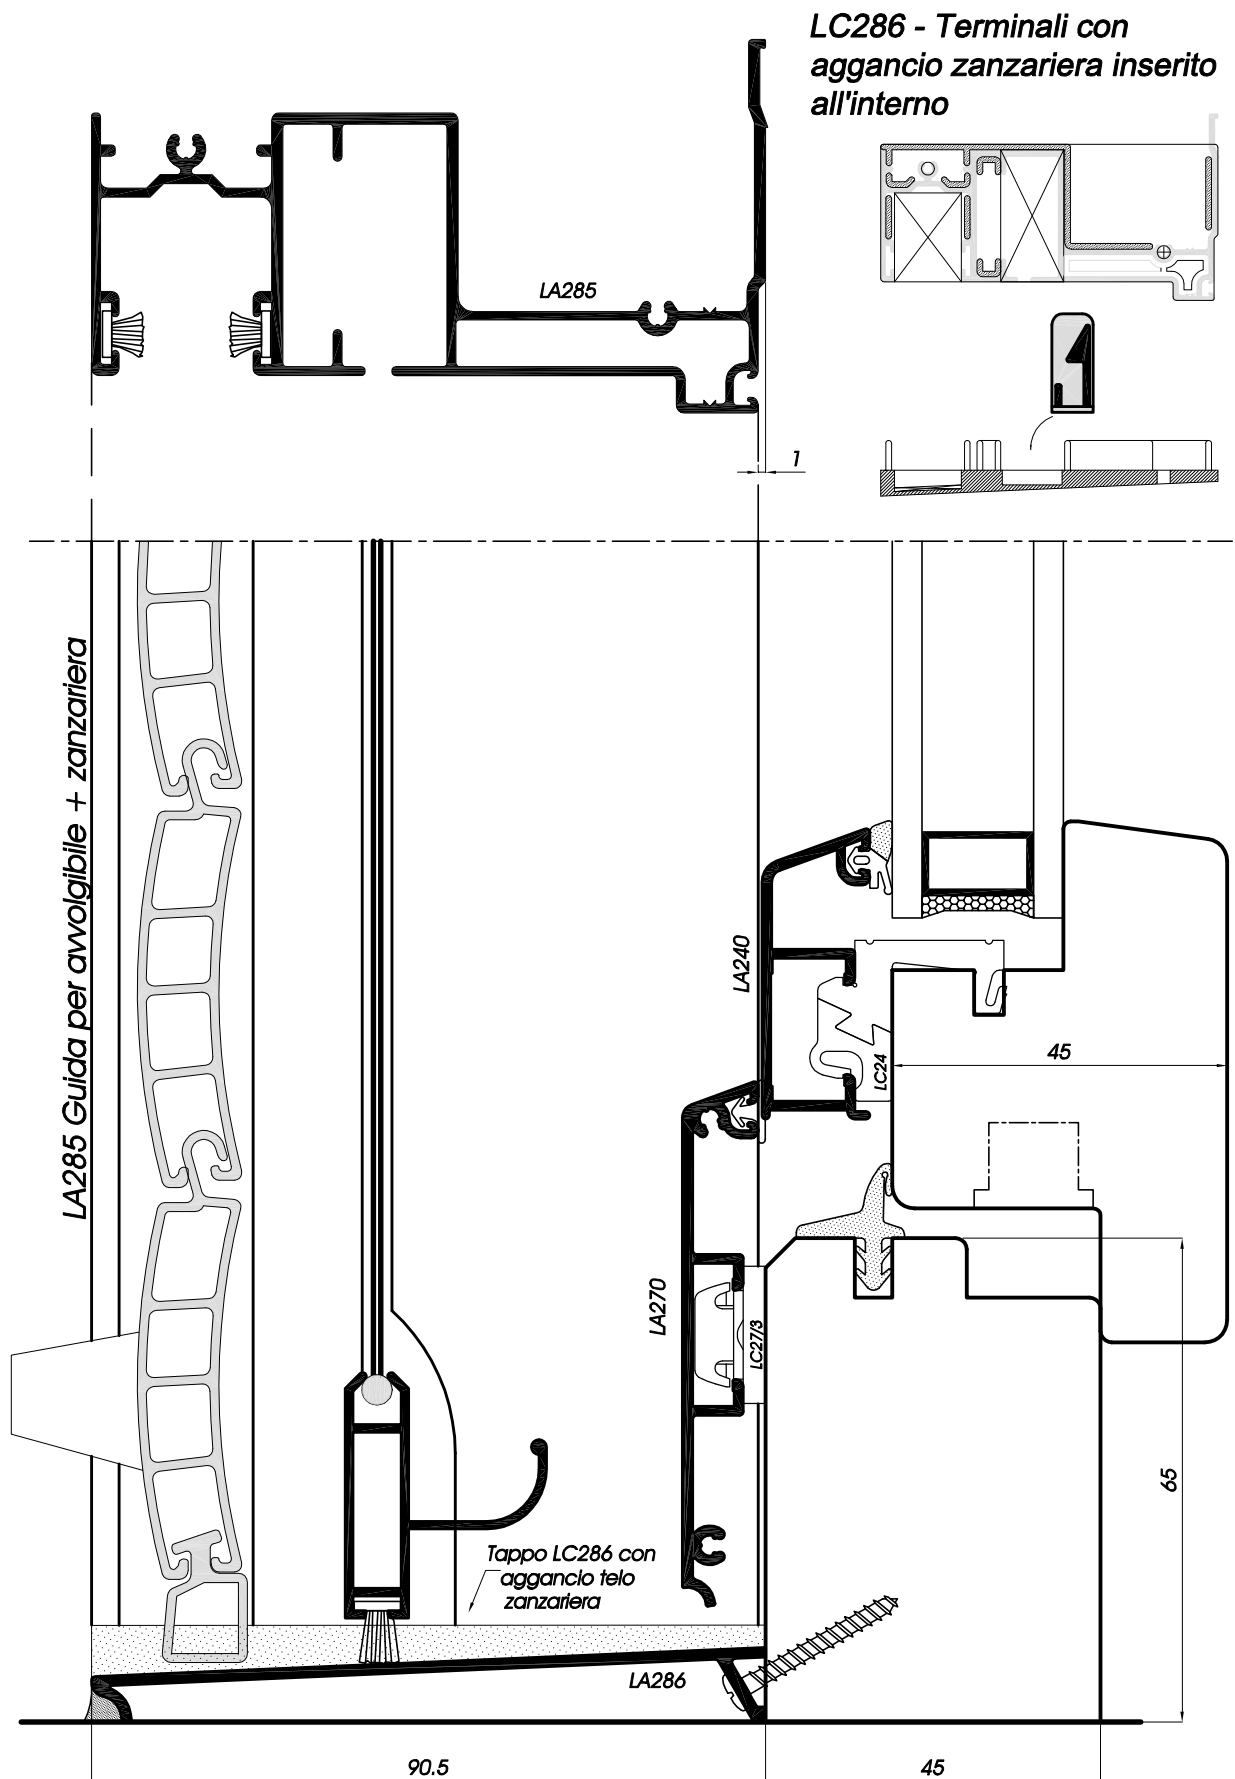 LC286 - Terminali con
aggancio zanzariera inserito
all'interno
LA285
1
LA285 Guida per avvolgibile + zanzariera
LA240
LC24
45
LA270
LC27/3
65
Tappo LC286 con
aggancio telo
zanzariera
LA286
90.5
45